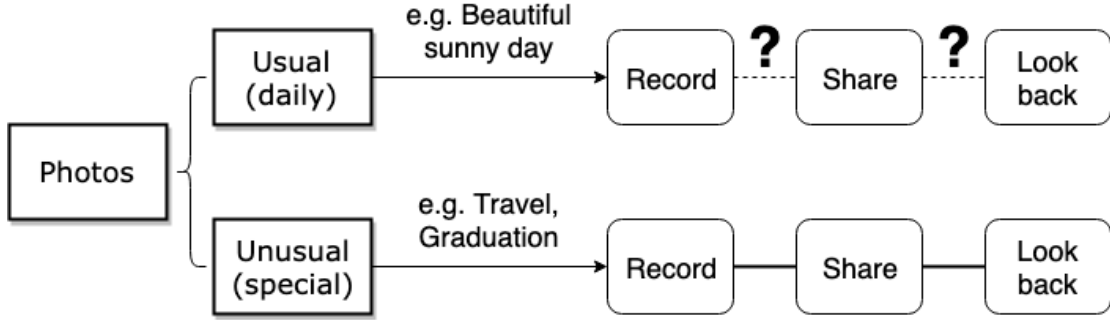 Photos
Usual
(daily)
e.g. Beautiful
sunny day
Record
?
Share
?
Look
back
Unusual
(special)
e.g. Travel,
Graduation
Record
Share
Look
back